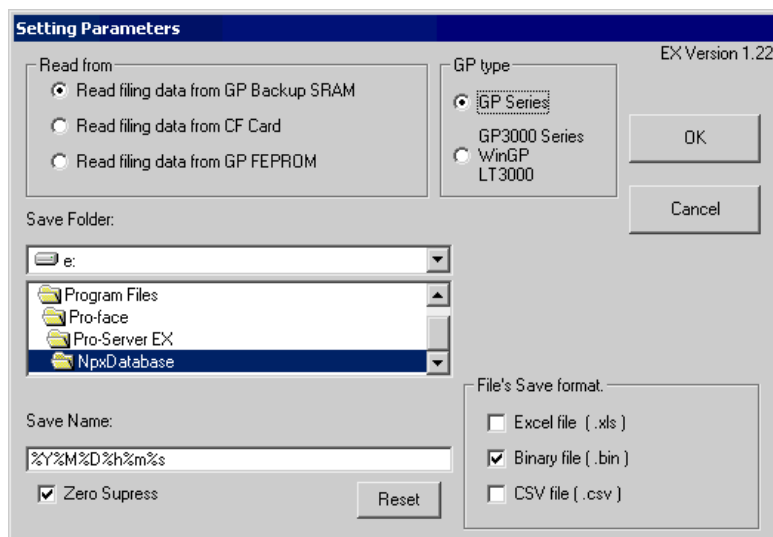 Setting Parameters
EX Version 1.22
Read from
Read filing data from GP Backup SRAM
Read filing data from CF Card
Read filing data from GP FEPROM
GP type
GP Series
GP3000 Series
WinGP
LT3000
OK
Cancel
Save Folder:
e:
Program Files
Pro-face
Pro-Server EX
NpxDatabase
Save Name:
%Y%M%D%h%m%s
Zero Supress
Reset
File's Save format.
Excel file ( .xls )
Binary file ( .bin )
CSV file ( .csv )